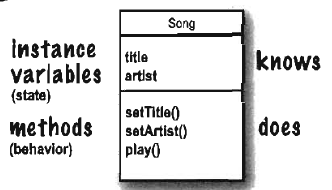 Song
instance
variables
(state)
title
artist
knows
methods
(behavior)
setTitle()
setArtist()
play()
does